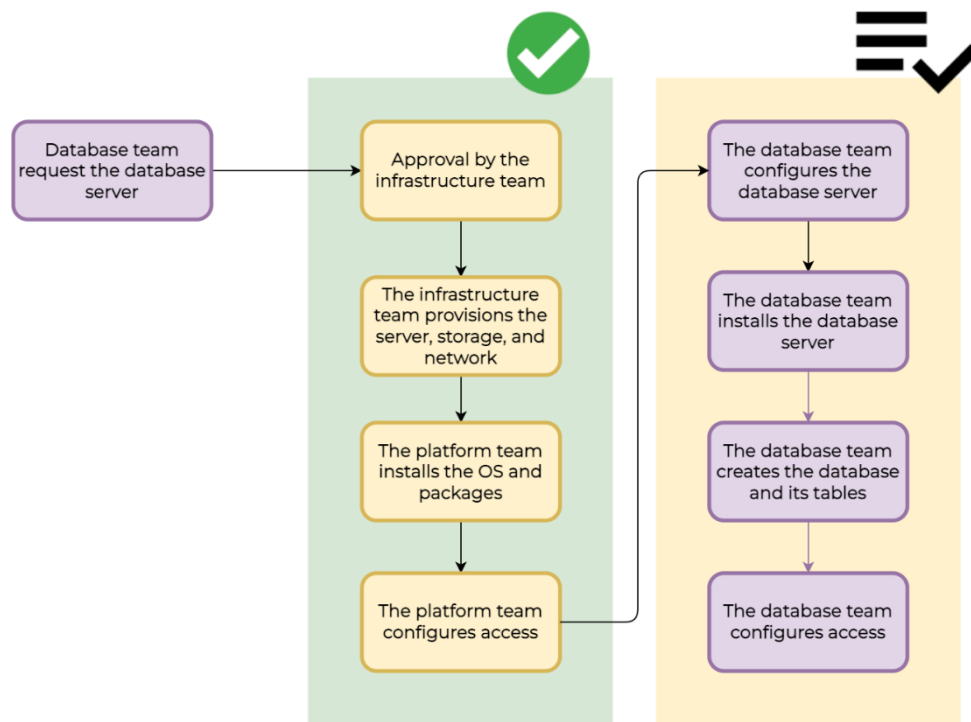 Database team
request the database
server
Approval by the
infrastructure team
The infrastructure
team provisions the
server, storage, and
network
The platform team
installs the OS and
packages
The platform team
configures access
The database team
configures the
database server
The database team
installs the database
server
The database team
creates the database
and its tables
The database team
configures access